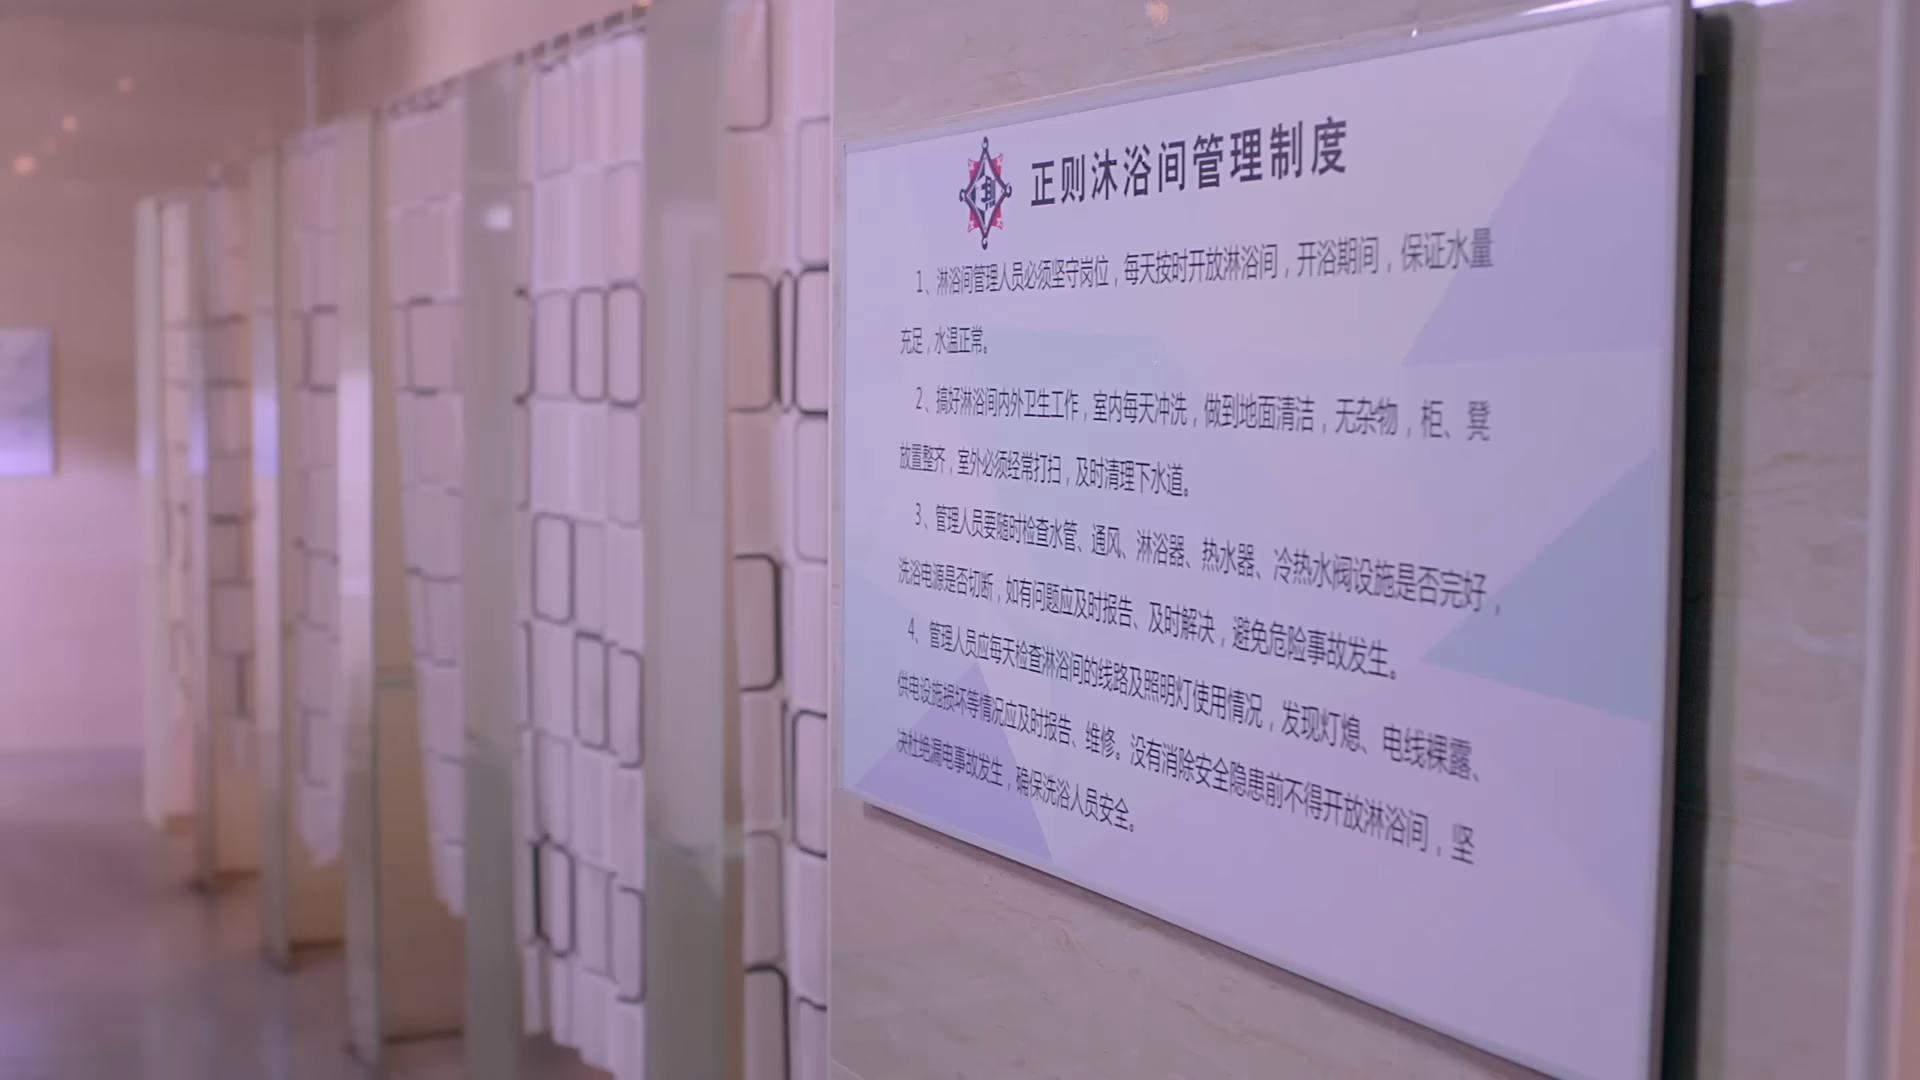 正则沐浴间管理制度
1、淋浴间管理人员必须坚守岗位，每天按时开放淋浴间，开浴期间，保证水量
充足，水温正常。
2、搞好淋浴间内外卫生工作，室内每天冲洗，做到地面清洁，无杂物，柜、凳
放置整齐，室外必须经常打扫，及时清理下水道。
3、管理人员要随时检查水管、通风、淋浴器、热水器、冷热水阀设施是否完好，
洗浴电源是否切断，如有问题应及时报告、及时解决，避免危险事故发生。
4、管理人员应每天检查淋浴间的线路及照明灯使用情况，发现灯熄、电线裸露、
供电设施损坏等情况应及时报告、维修。没有消除安全隐患前不得开放淋浴间，坚
决杜绝漏电事故发生，确保洗浴人员安全。